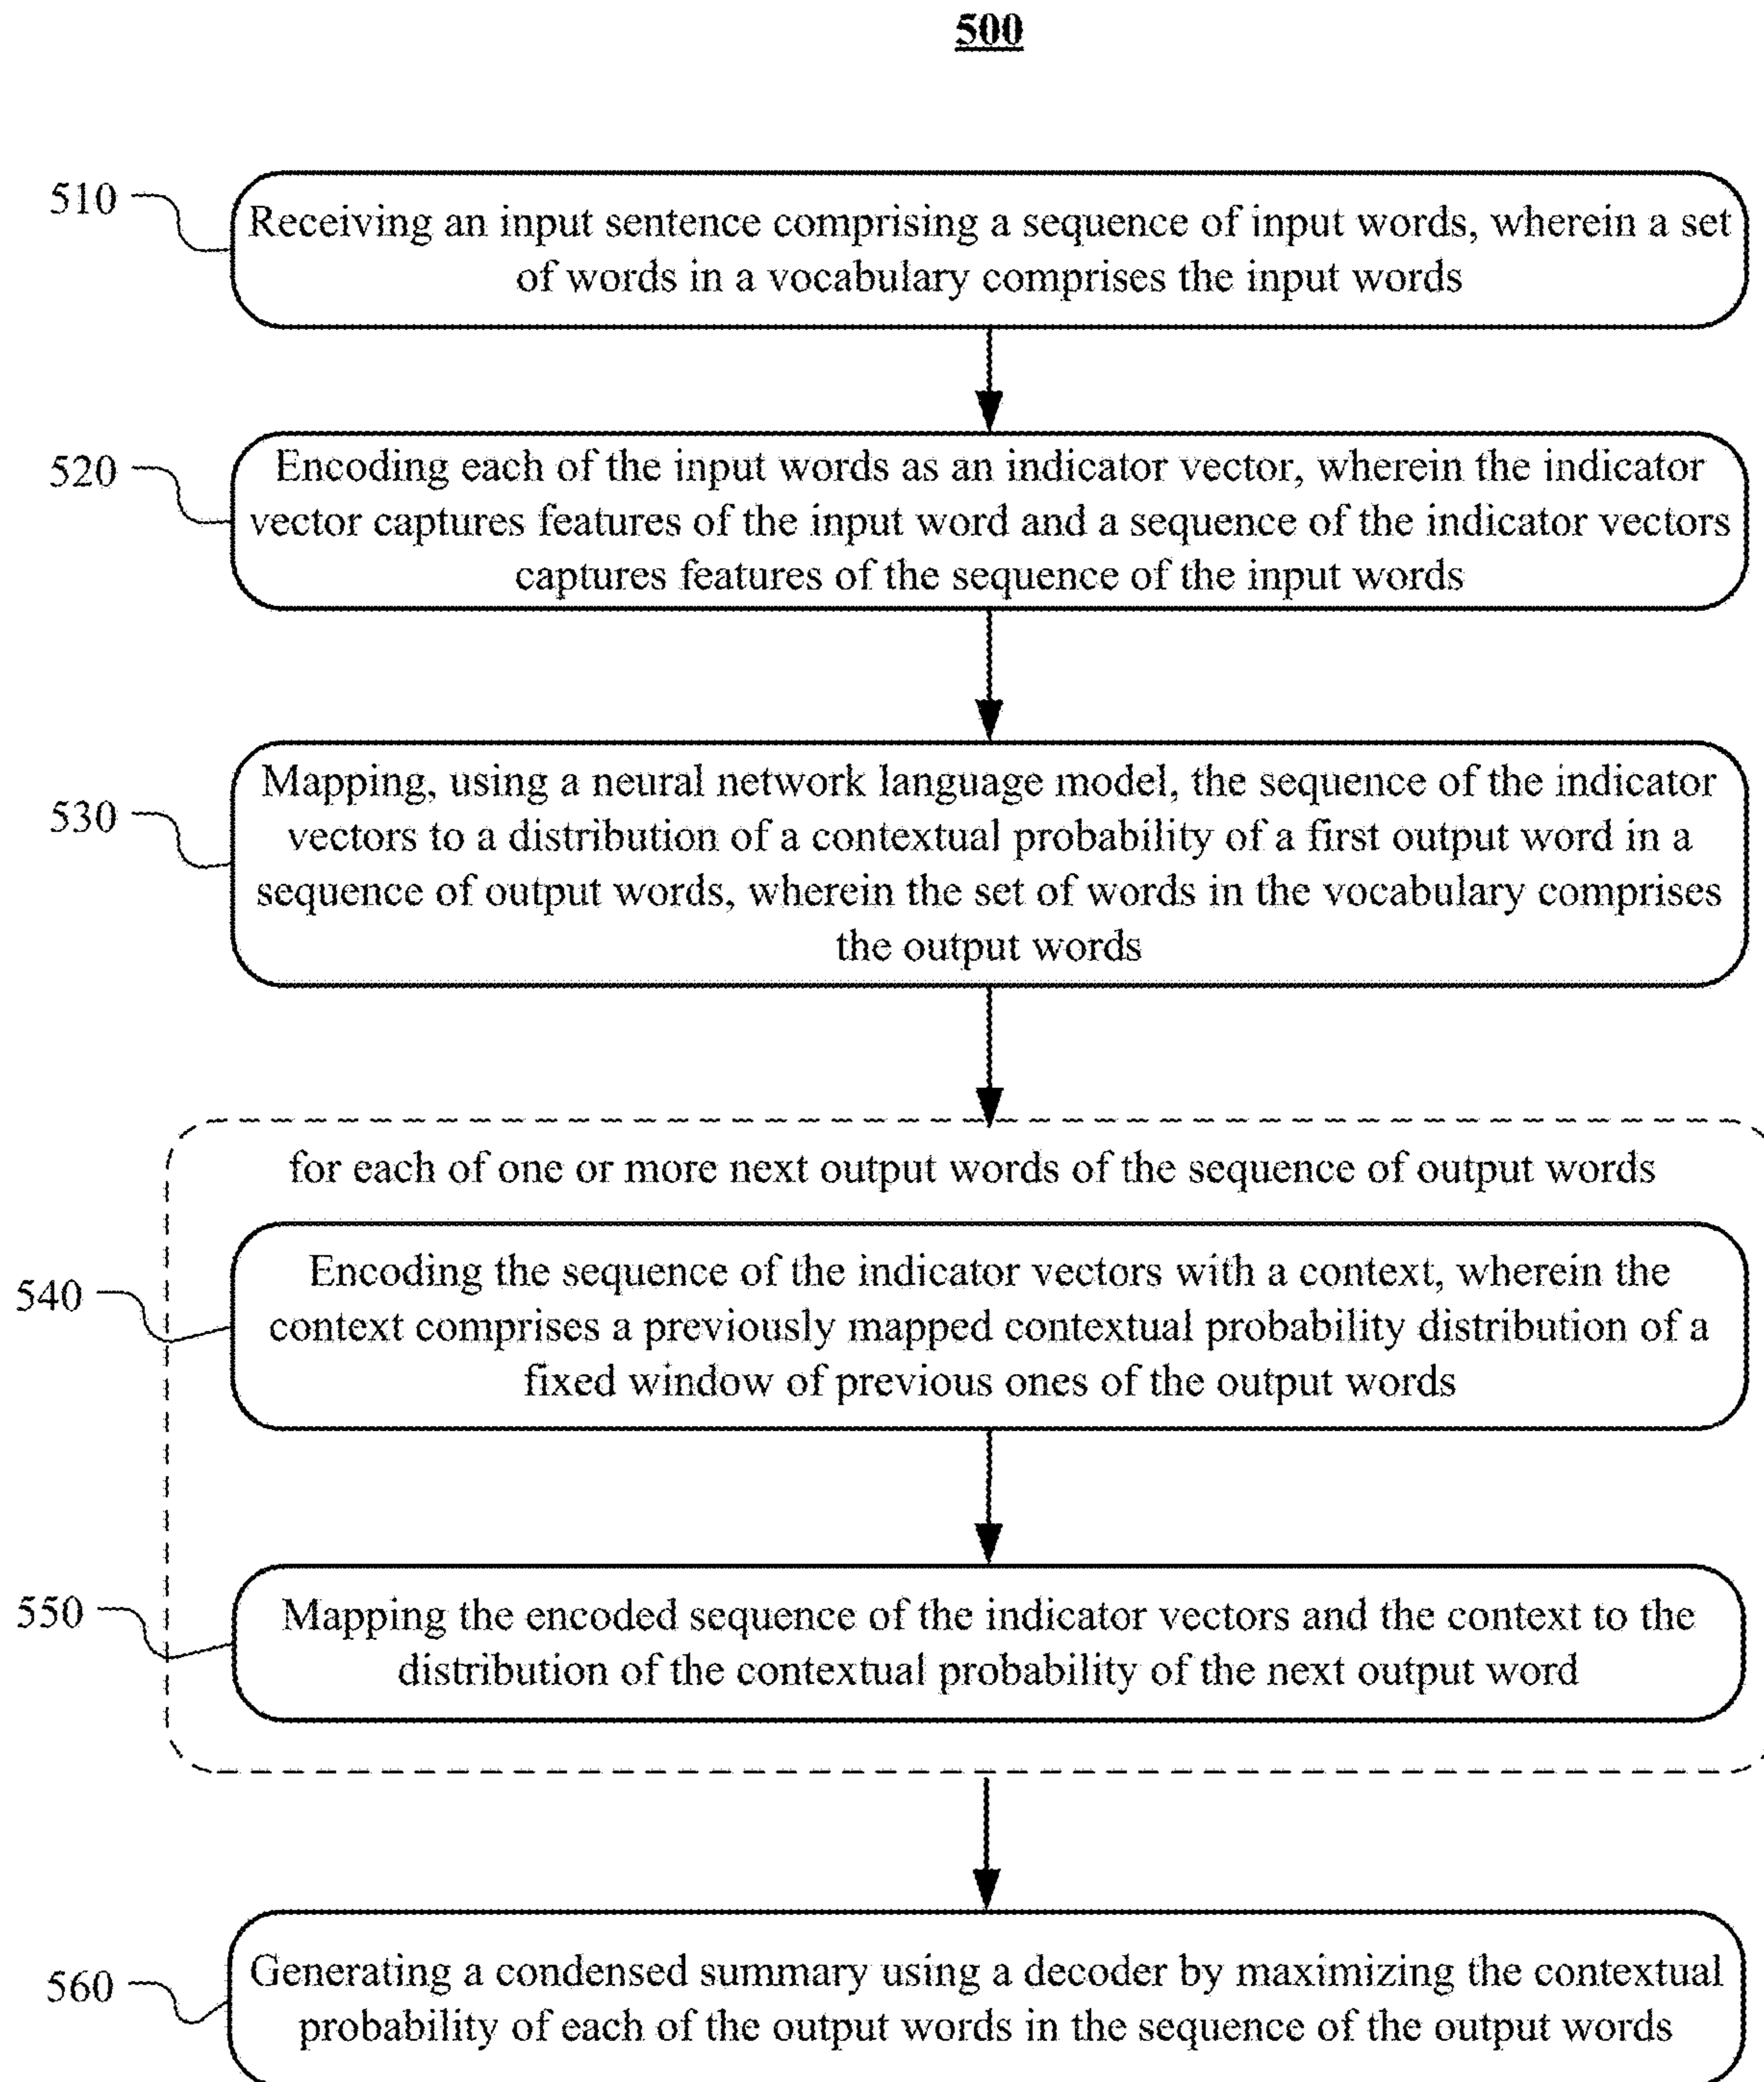 500
510
Receiving an input sentence comprising a sequence of input words, wherein a set
of words in a vocabulary comprises the input words
520
Encoding each of the input words as an indicator vector, wherein the indicator
vector captures features of the input word and a sequence of the indicator vectors
captures features of the sequence of the input words
530
Mapping, using a neural network language model, the sequence of the indicator
vectors to a distribution of a contextual probability of a first output word in a
sequence of output words, wherein the set of words in the vocabulary comprises
the output words
for each of one or more next output words of the sequence of output words
540
Encoding the sequence of the indicator vectors with a context, wherein the
context comprises a previously mapped contextual probability distribution of a
fixed window of previous ones of the output words
550
Mapping the encoded sequence of the indicator vectors and the context to the
distribution of the contextual probability of the next output word
560
Generating a condensed summary using a decoder by maximizing the contextual
probability of each of the output words in the sequence of the output words